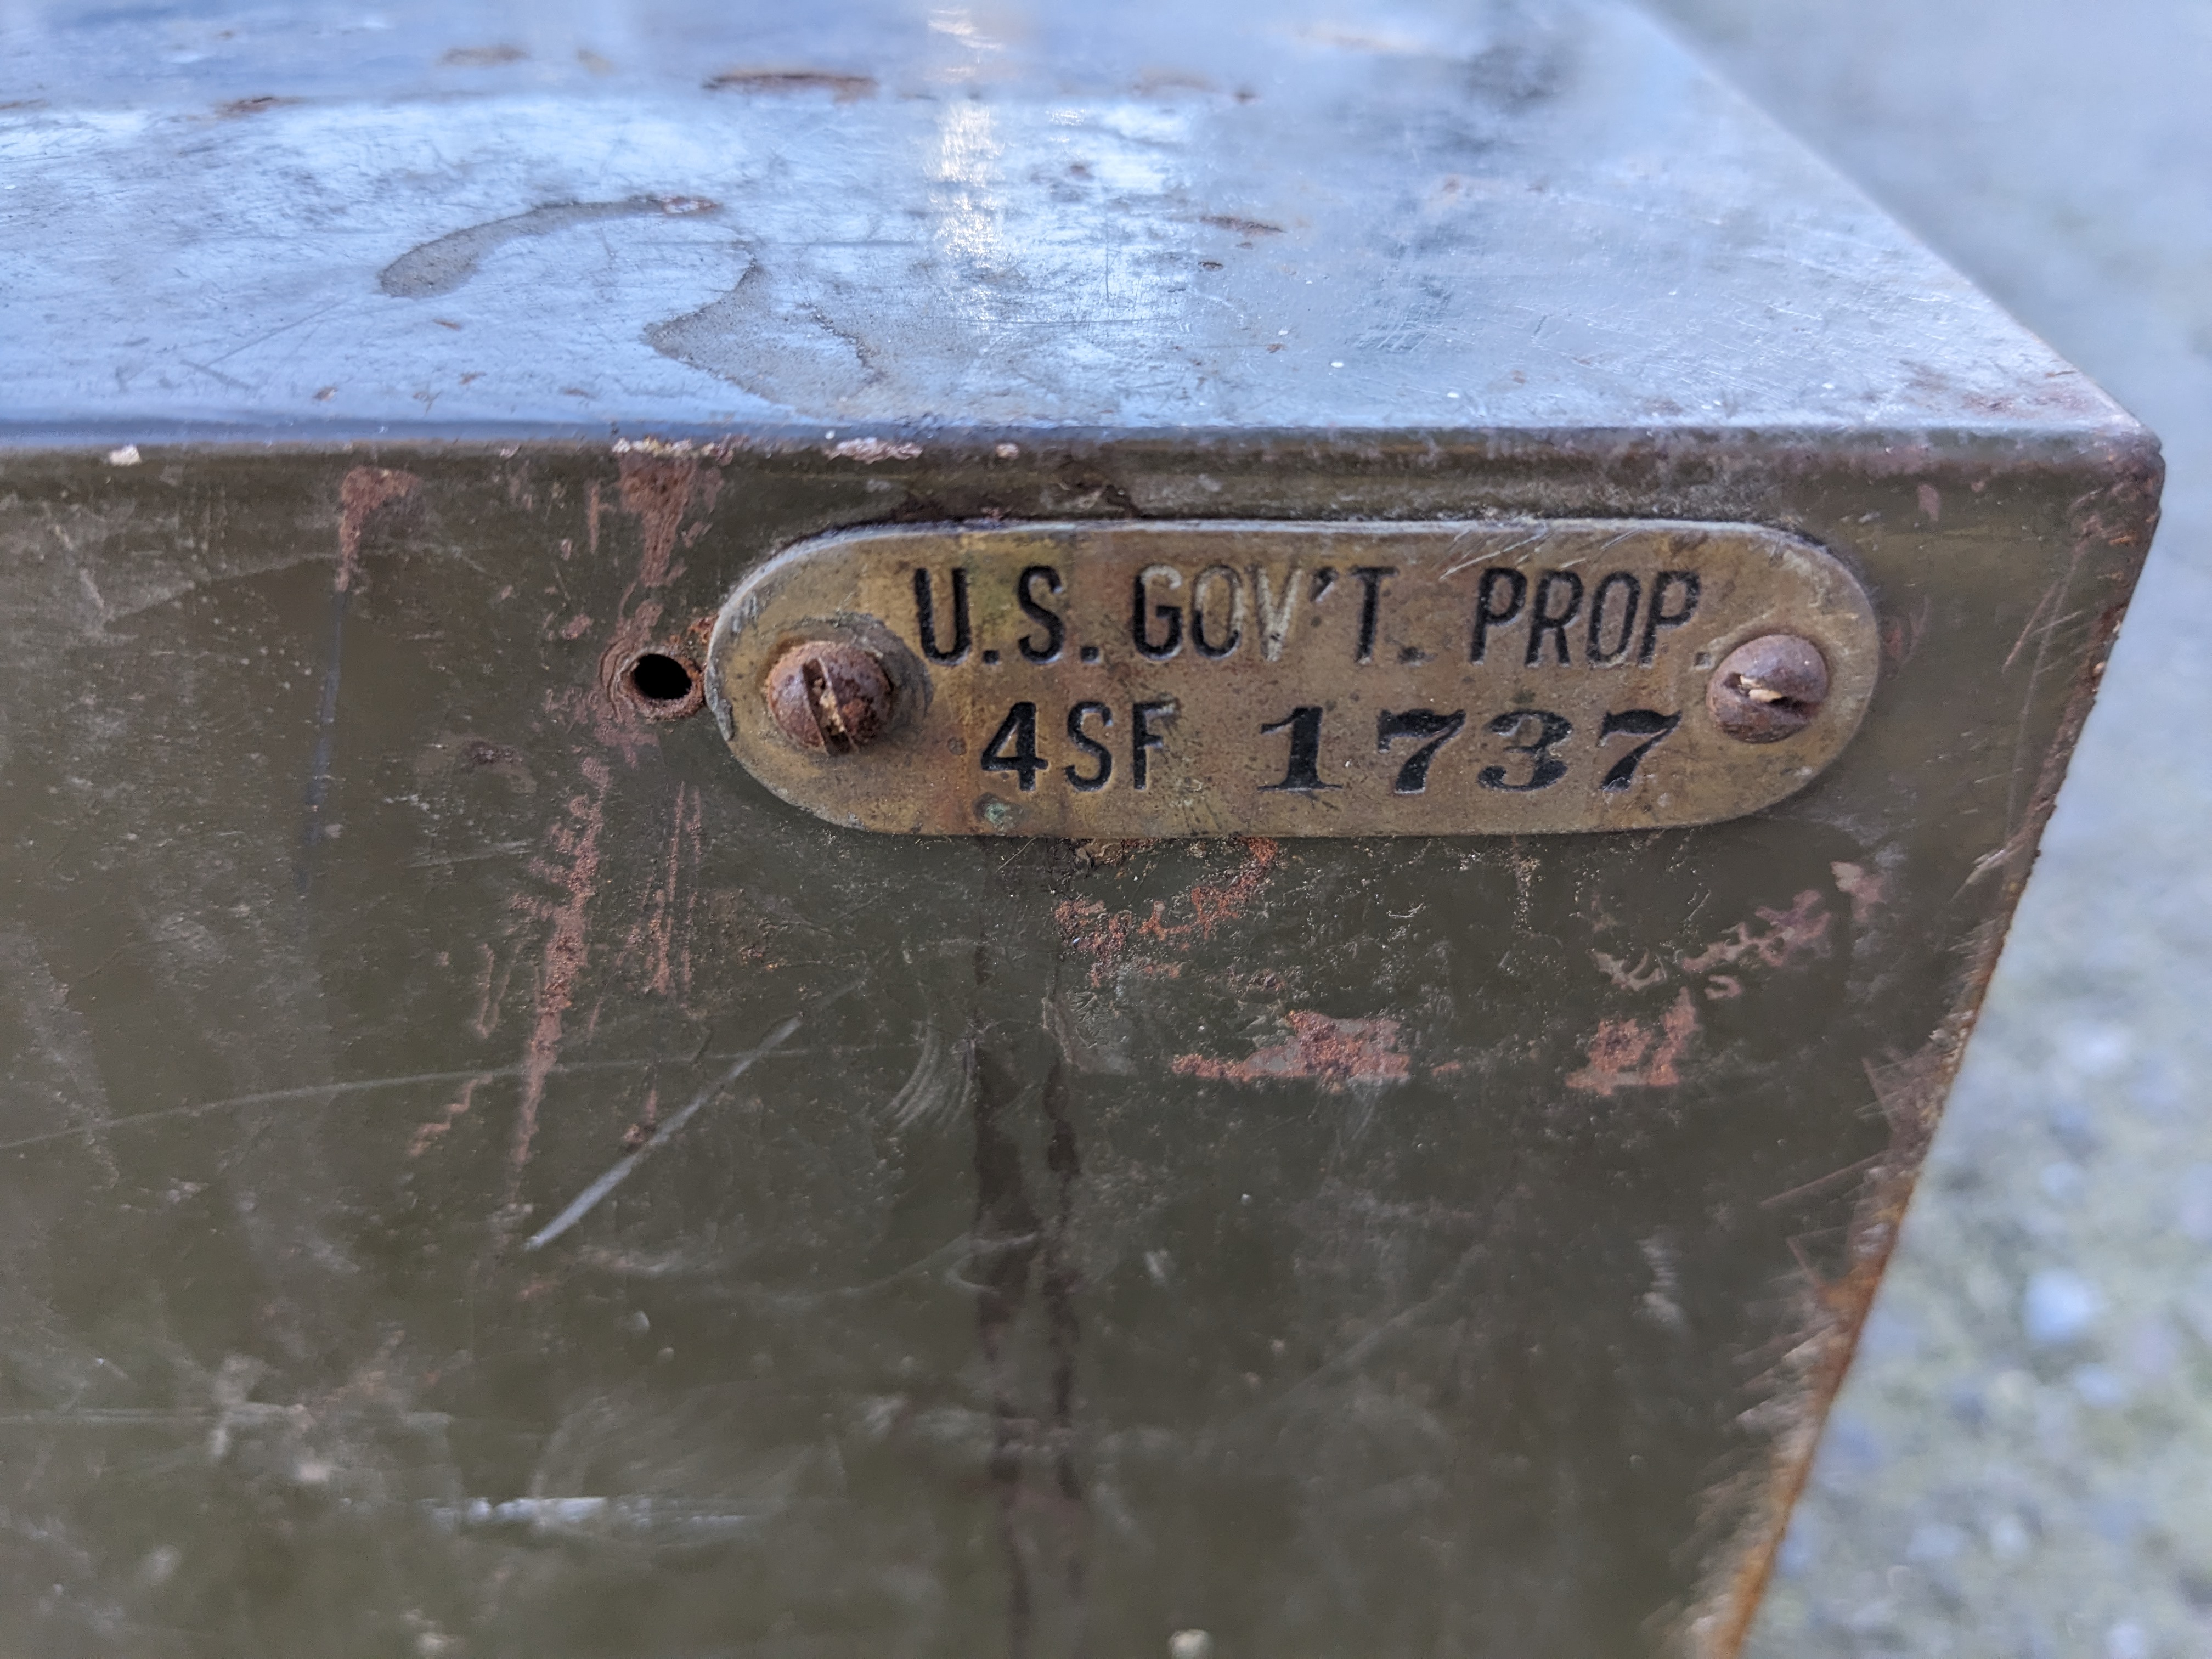 U.S. GOV'T. PROP.
4SF 1737